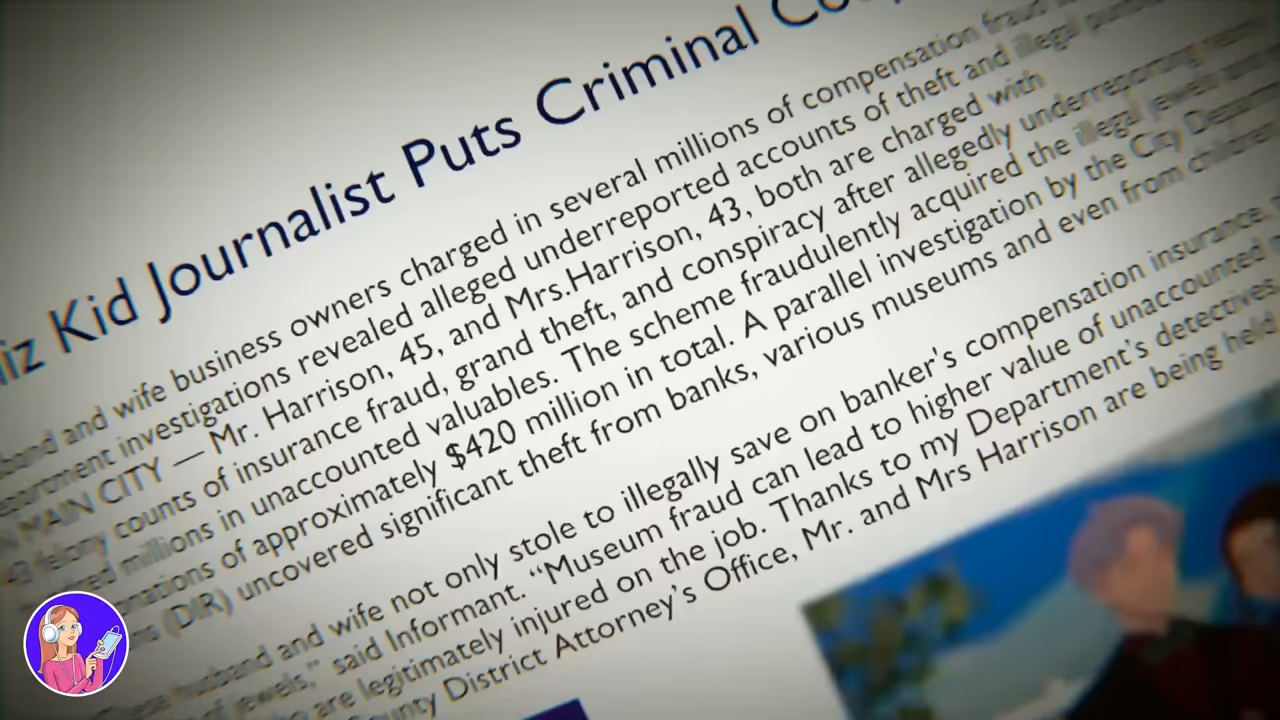 iz Kid Journalist Puts Criminal
band and wife business owners charged in several millions of compensation fraud
epartment investigations revealed alleged underreported accounts of theft and illegal
MAIN CITY — Mr. Harrison, 45, and Mrs.Harrison, 43, both are charged with
43 felony counts of insurance fraud, grand theft, and conspiracy after allegedly underreporting
millions in unaccounted valuables. The scheme fraudulently acquired the illegal jewels
of approximately $420 million in total. A parallel investigation by the City
(DIR) uncovered significant theft from banks, various museums and even from children
husband and wife not only stole to illegally save on banker's compensation insurance,
of jewels,” said Informant. “Museum fraud can lead to higher value of unaccounted
are legitimately injured on the job. Thanks to my Department’s detectives,
County District Attorney’s Office, Mr. and Mrs Harrison are being held